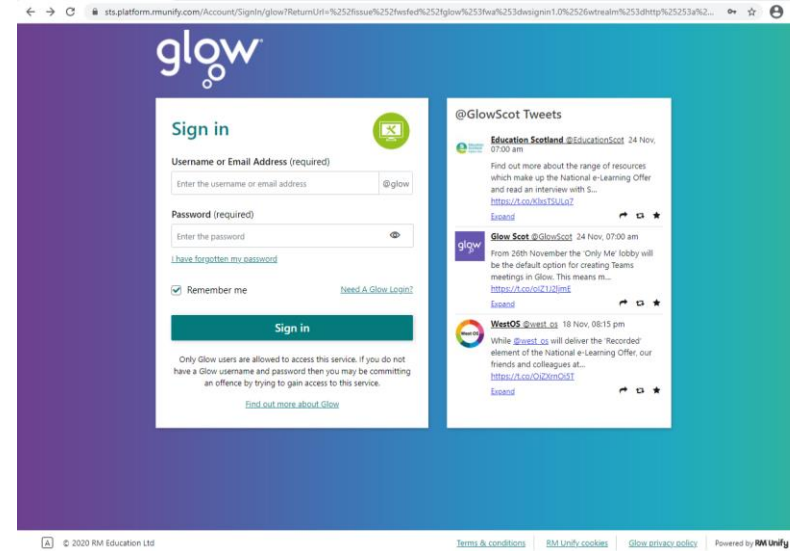 sts.platform.rmunify.com/Account/SignIn/glow?ReturnUrl=%252fissue%252fwsfed%252fglow%253fwa%253dwsignin1.0%2526wtrealm%253dhttp%25253a%2...
glow
Sign in
Username or Email Address (required)
Enter the username or email address
@glow
Password (required)
Enter the password
I have forgotten my password
Remember me
Need A Glow Login?
Sign in
Only Glow users are allowed to access this service. If you do not
have a Glow username and password then you may be committing
an offence by trying to gain access to this service.
Find out more about Glow
@GlowScot Tweets
Education Scotland @EducationScot 24 Nov,
07:00 am
Find out more about the range of resources
which make up the National e-Learning Offer
and read an interview with S...
Expand
glow
Glow Scot @GlowScot 24 Nov, 07:00 am
From 26th November the 'Only Me' lobby will
be the default option for creating Teams
meetings in Glow. This means m...
Expand
West OS
WestOS @west_os 18 Nov, 08:15 pm
While @west_os will deliver the 'Recorded'
element of the National e-Learning Offer, our
friends and colleagues at...
Expand
A © 2020 RM Education Ltd
Terms & conditions
RM Unify cookies
Glow privacy policy
Powered by RM Unify